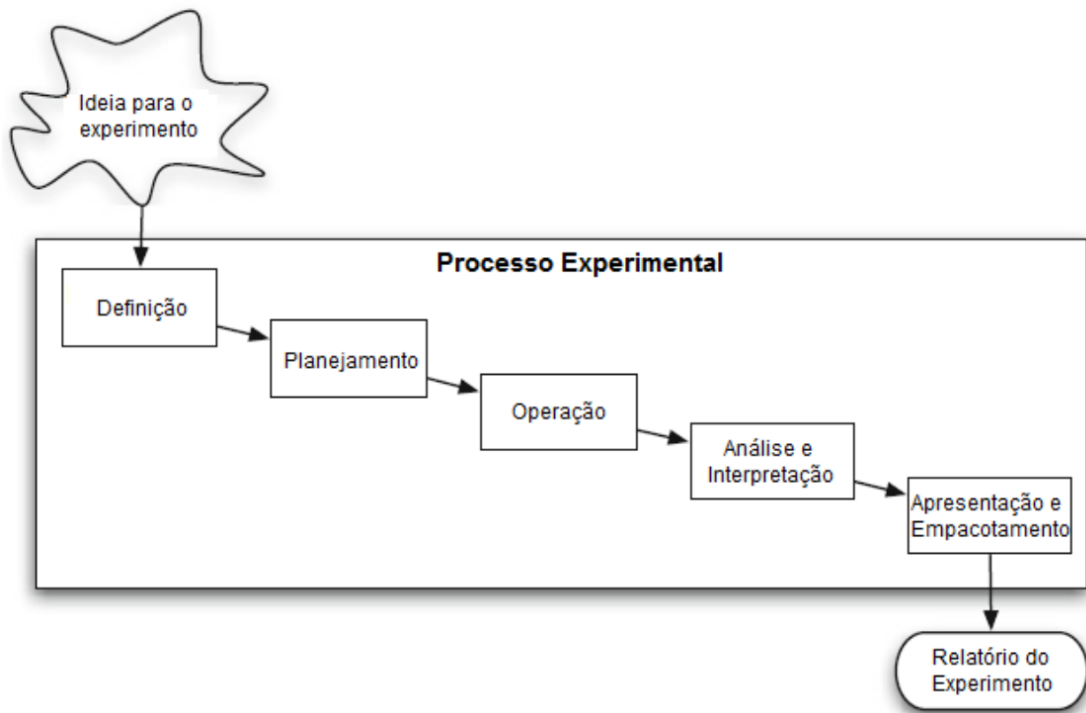 Ideia para o
experimento
Processo Experimental
Definição
Planejamento
Operação
Análise e
Interpretação
Apresentação e
Empacotamento
Relatório do
Experimento